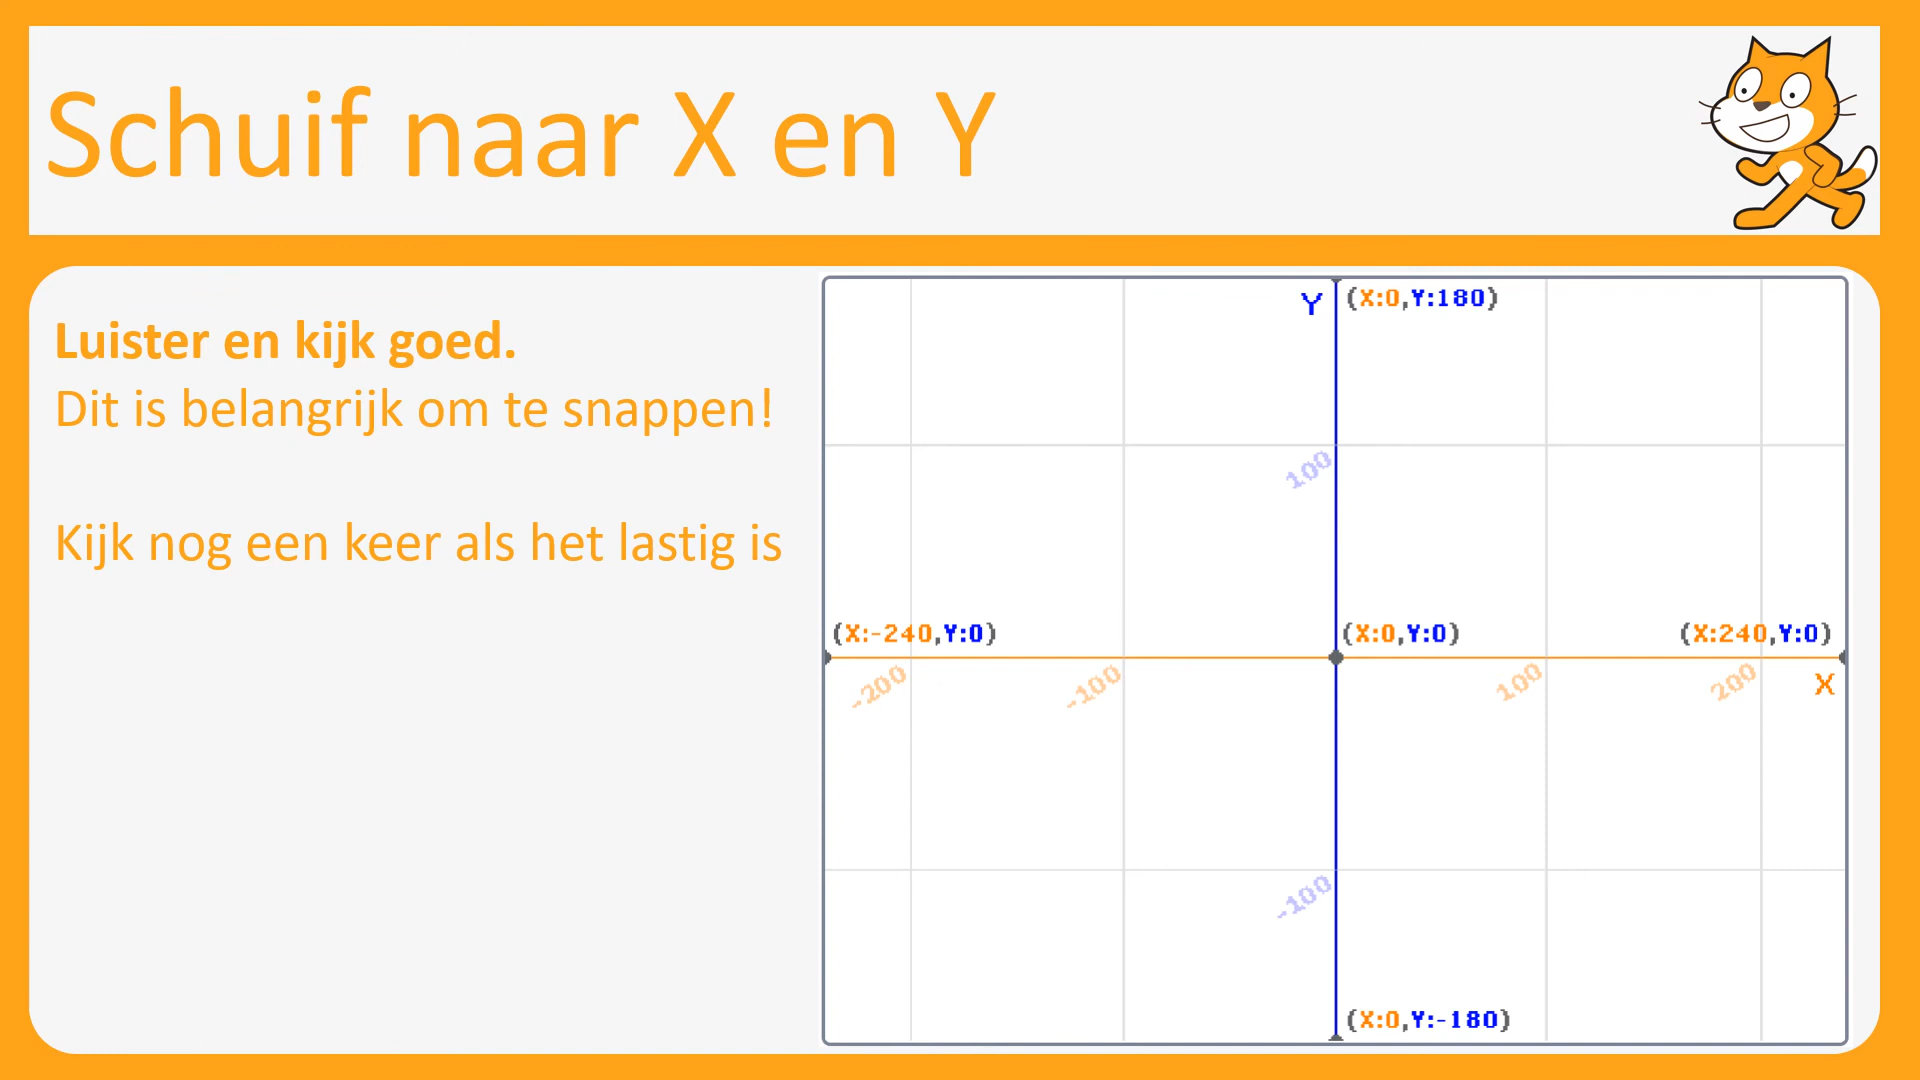 Schuif naar X en Y
Luister en kijk goed.
Dit is belangrijk om te snappen!
Kijk nog een keer als het lastig is
Y
(X:0,Y:180)
100
(X:-240,Y:0)
(X:0,Y:0)
(X:240,Y:0)
-200
-100
100
200
X
-100
(X:0,Y:-180)